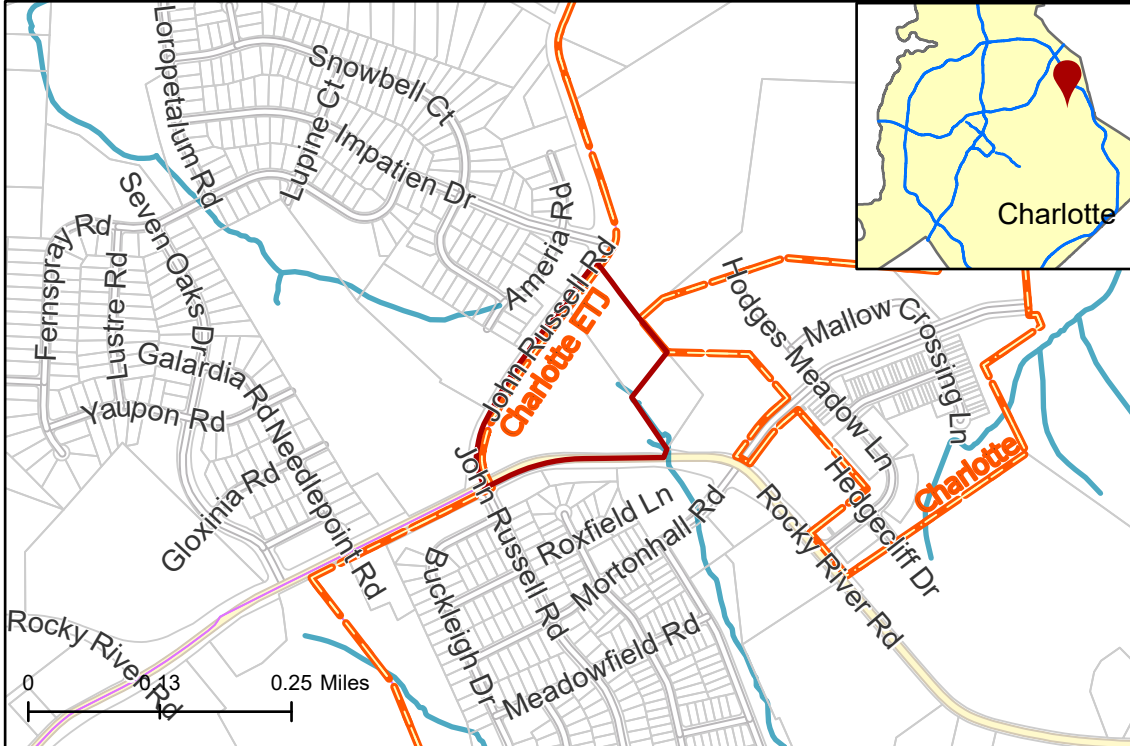 Loropetalum Rd
Snowbell Ct
Lupine Ct
Impatien Dr
Charlotte
Seven Oaks Dr
Ameria Rd
Fernspray Rd
Lustre Rd
John Russell Rd
Charlotte ETJ
Hodges Meadow Ln
Mallow Crossing Ln
Galardia Rd
Yaupon Rd
Needlepoint Rd
Gloxinia Rd
John Russell Rd
Charlotte
Hedgecliff Dr
Roxfield Ln
Mortonhall Rd
Rocky River Rd
Buckleigh Dr
Meadowfield Rd
Rocky River Rd
0 0.13 0.25 Miles